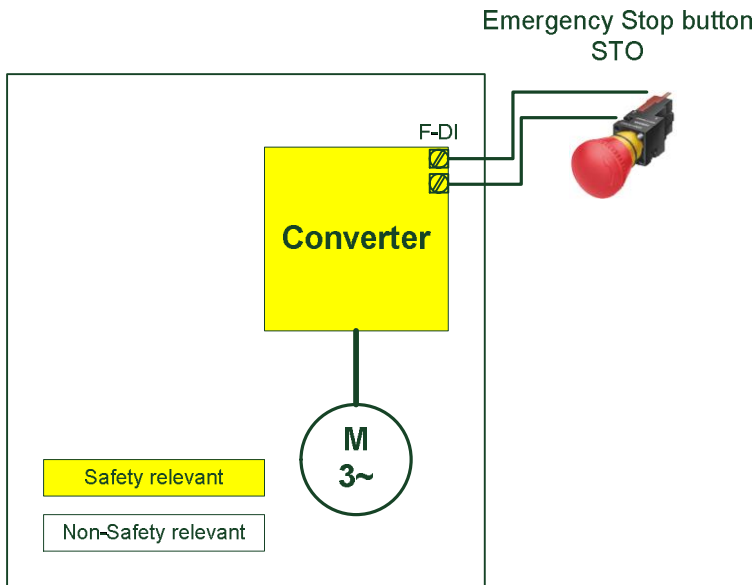 Emergency Stop button
STO
F-DI
Converter
M
3~
Safety relevant
Non-Safety relevant